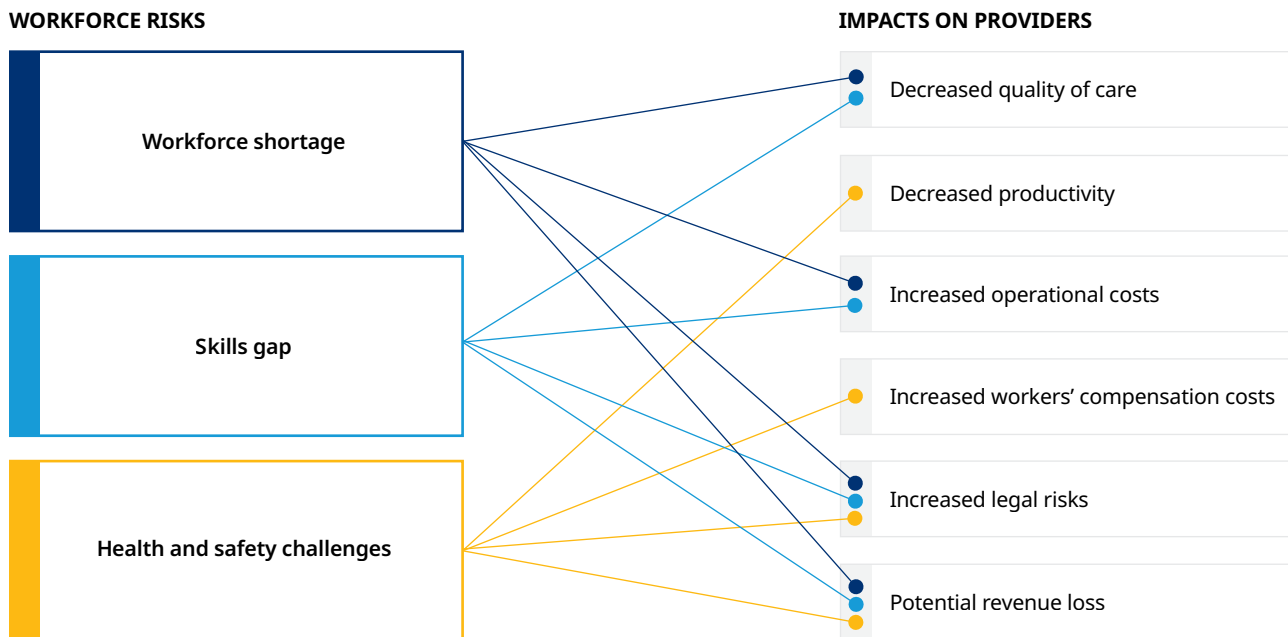 WORKFORCE RISKS
Workforce shortage
Skills gap
Health and safety challenges
IMPACTS ON PROVIDERS
Decreased quality of care
Decreased productivity
Increased operational costs
Increased workers’ compensation costs
Increased legal risks
Potential revenue loss